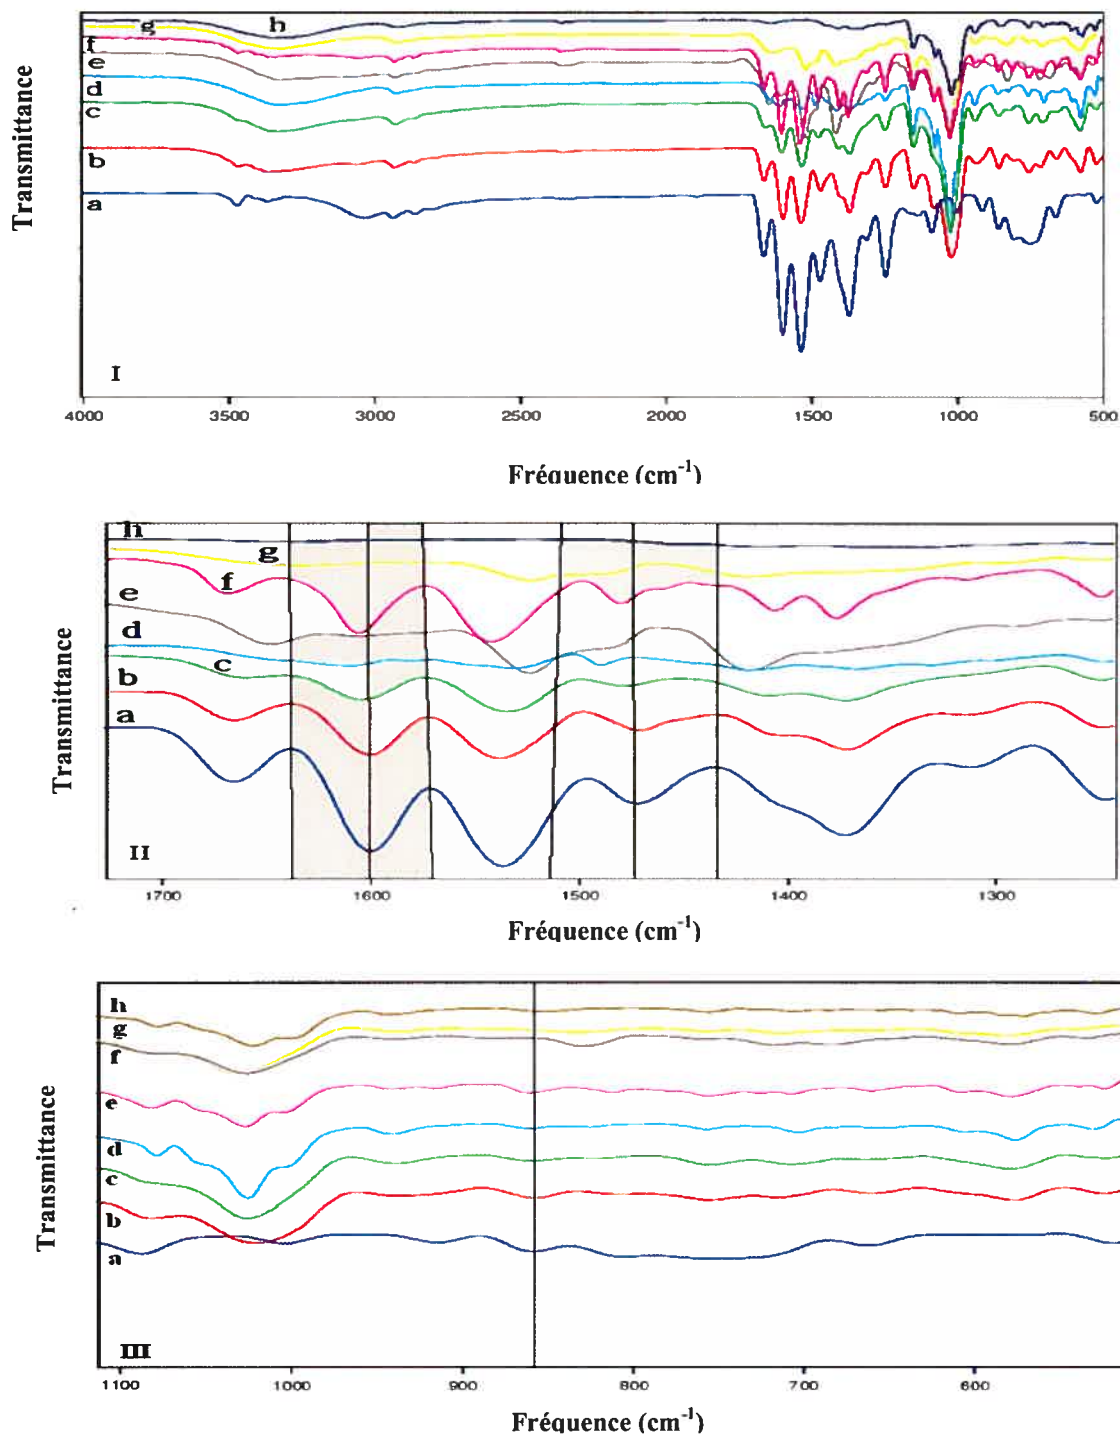 h
g
f
e
d
c
b
a
I
Transmittance
4000 3500 3000 2500 2000 1500 1000 500
Fréquence (cm⁻¹)
h
g
f
e
d
c
b
a
II
Transmittance
1700 1600 1500 1400 1300
Fréquence (cm⁻¹)
h
g
f
e
d
c
b
a
III
Transmittance
1100 1000 900 800 700 600
Fréquence (cm⁻¹)